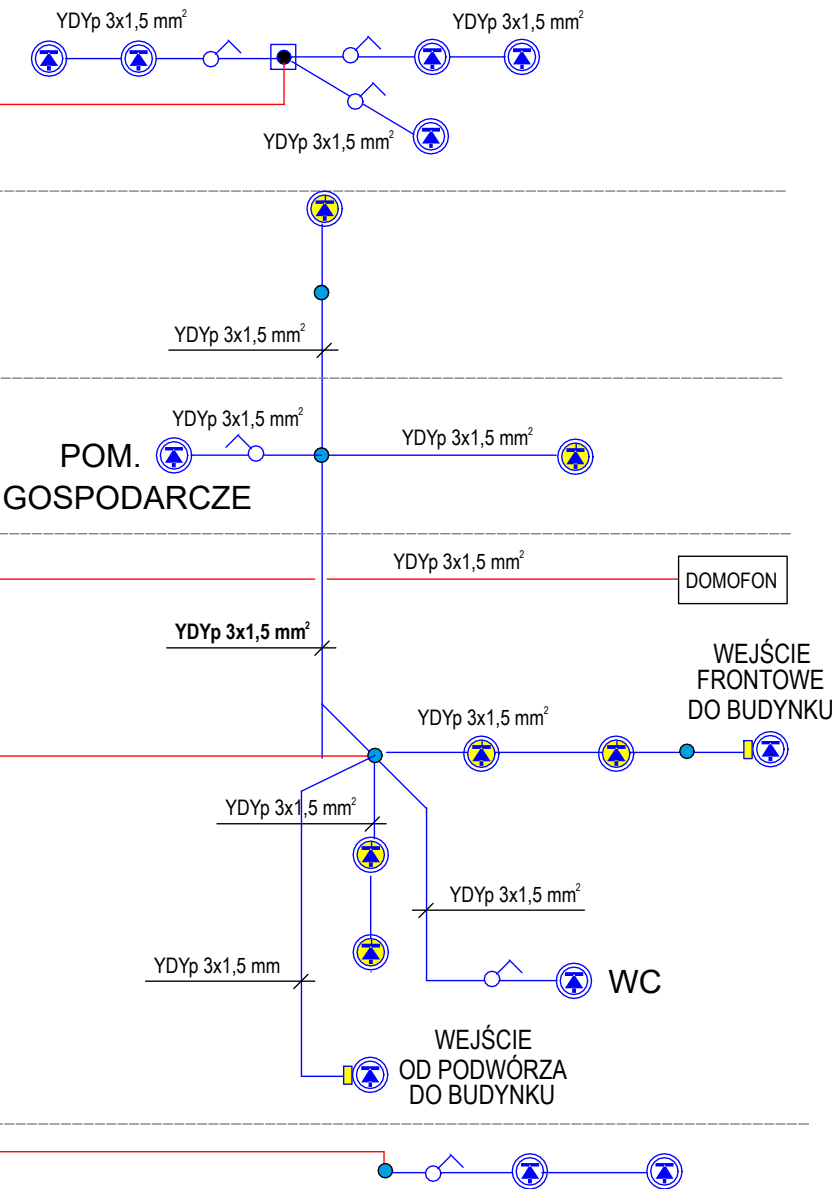 YDYp 3x1,5 mm²
YDYp 3x1,5 mm²
YDYp 3x1,5 mm²
YDYp 3x1,5 mm²
YDYp 3x1,5 mm²
YDYp 3x1,5 mm²
POM.
GOSPODARCZE
YDYp 3x1,5 mm²
DOMOFON
YDYp 3x1,5 mm²
WEJŚCIE
FRONTOWE
DO BUDYNKU
YDYp 3x1,5 mm²
YDYp 3x1,5 mm²
YDYp 3x1,5 mm²
YDYp 3x1,5 mm
WC
WEJŚCIE
OD PODWÓRZA
DO BUDYNKU